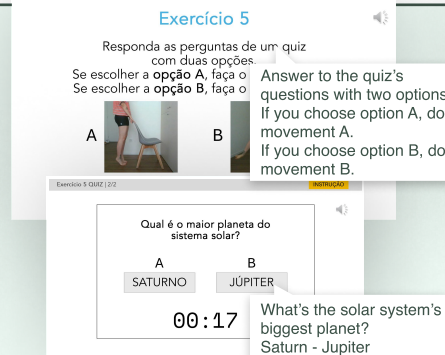 Exercício 5
Responda as perguntas de um quiz
com duas opções.
Se escolher a opção A, faça o
Se escolher a opção B, faça o
Answer to the quiz's
questions with two options
If you choose option A, do
movement A.
If you choose option B, do
movement B.
A
B
Exercício 5 QUIZ | 2/2
INSTRUÇÃO
Qual é o maior planeta do
sistema solar?
A B
SATURNO JÚPITER
00:17
What's the solar system's
biggest planet?
Saturn - Jupiter